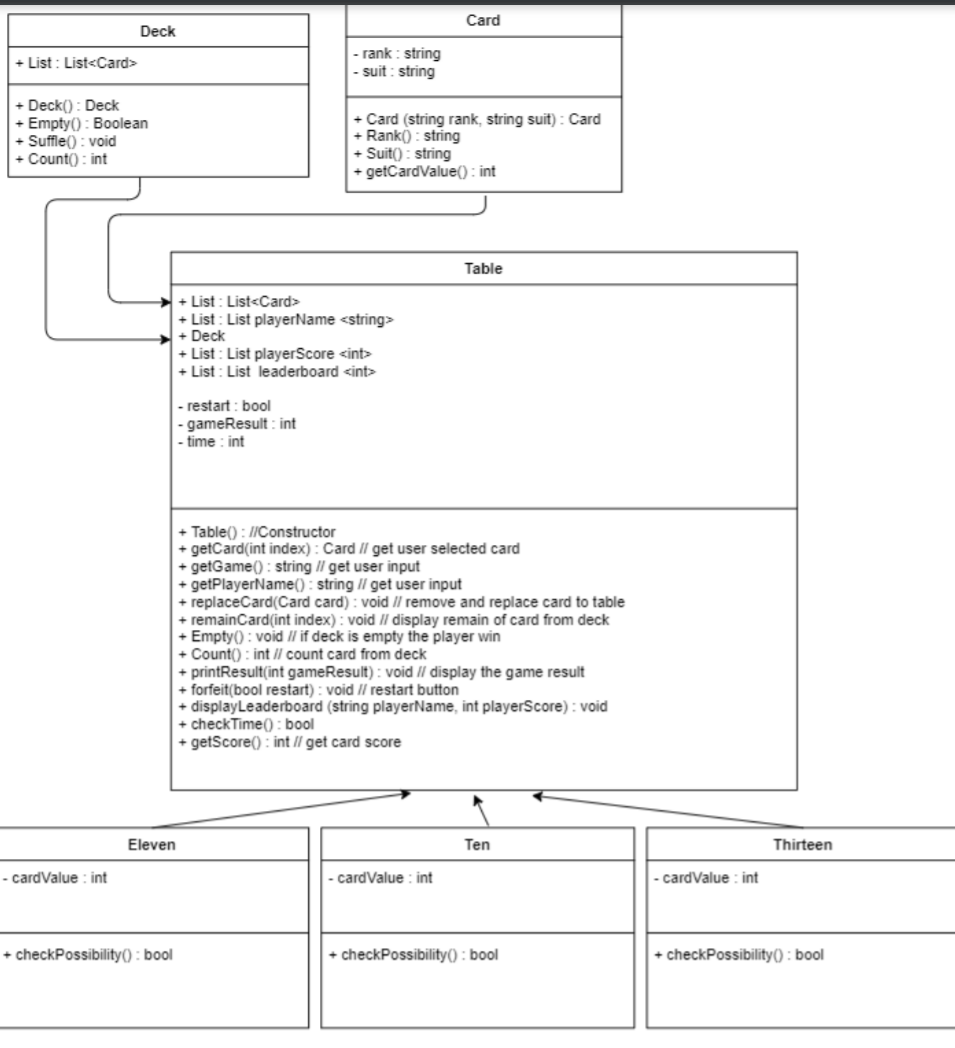 Deck
+ List : List<Card>
+ Deck() : Deck
+ Empty() : Boolean
+ Suffle() : void
+ Count() : int
Card
- rank : string
- suit : string
+ Card (string rank, string suit) : Card
+ Rank() : string
+ Suit() : string
+ getCardValue() : int
Table
+ List : List<Card>
+ List : List playerName <string>
+ Deck
+ List : List playerScore <int>
+ List : List  leaderboard <int>
- restart : bool
- gameResult : int
- time : int
+ Table() : //Constructor
+ getCard(int index) : Card // get user selected card
+ getGame() : string // get user input
+ getPlayerName() : string // get user input
+ replaceCard(Card card) : void // remove and replace card to table
+ remainCard(int index) : void // display remain of card from deck
+ Empty() : void // if deck is empty the player win
+ Count() : int // count card from deck
+ printResult(int gameResult) : void // display the game result
+ forfeit(bool restart) : void // restart button
+ displayLeaderboard (string playerName, int playerScore) : void
+ checkTime() : bool
+ getScore() : int // get card score
Eleven
- cardValue : int
+ checkPossibility() : bool
Ten
- cardValue : int
+ checkPossibility() : bool
Thirteen
- cardValue : int
+ checkPossibility() : bool